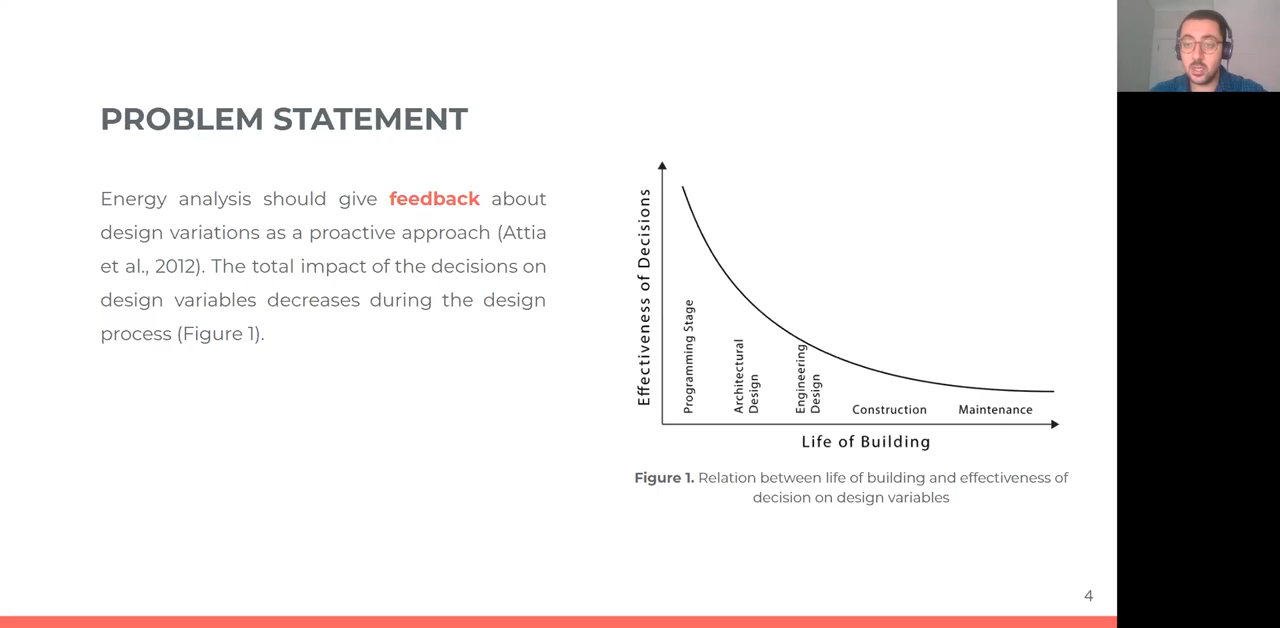 PROBLEM STATEMENT
Energy analysis should give feedback about
design variations as a proactive approach (Attia
et al., 2012). The total impact of the decisions on
design variables decreases during the design
process (Figure 1).
Effectiveness of Decisions
Programming Stage
Architectural
Design
Engineering
Design
Construction
Maintenance
Life of Building
Figure 1. Relation between life of building and effectiveness of
decision on design variables
4